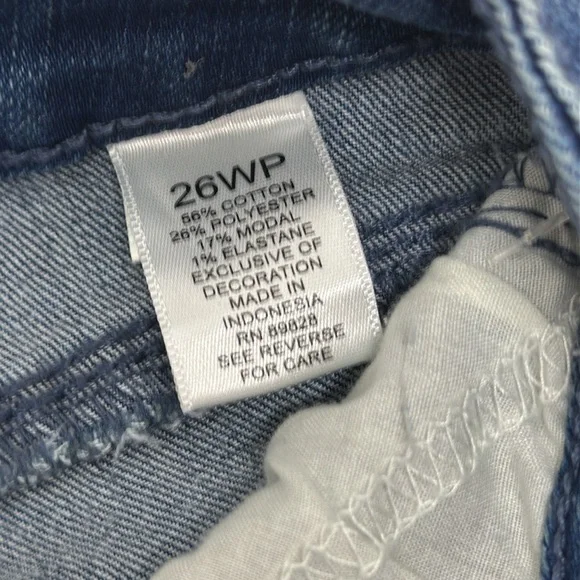 26WP
56% COTTON
26% POLYESTER
17% MODAL
1% ELASTANE
EXCLUSIVE OF
DECORATION
MADE IN
INDONESIA
RN 89828
SEE REVERSE
FOR CARE